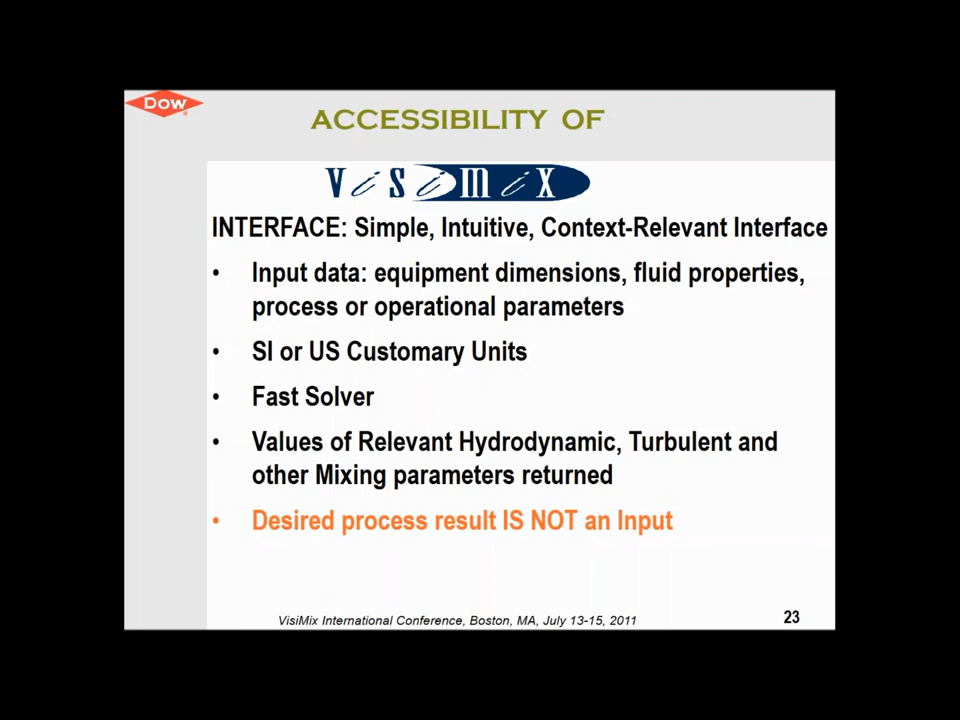 Dow
ACCESSIBILITY OF
ViSiMiX
INTERFACE: Simple, Intuitive, Context-Relevant Interface
• Input data: equipment dimensions, fluid properties,
process or operational parameters
• SI or US Customary Units
• Fast Solver
• Values of Relevant Hydrodynamic, Turbulent and
other Mixing parameters returned
• Desired process result IS NOT an Input
VisiMix International Conference, Boston, MA, July 13-15, 2011
23